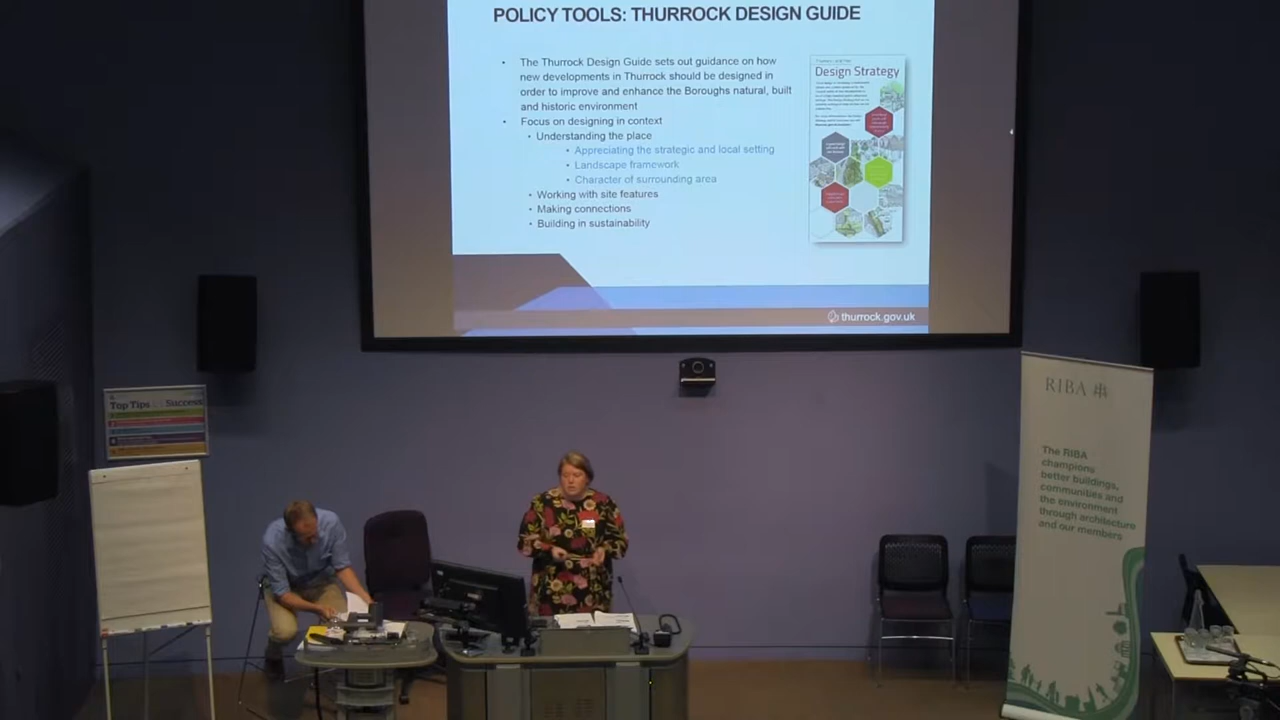 POLICY TOOLS: THURROCK DESIGN GUIDE
• The Thurrock Design Guide sets out guidance on how
new developments in Thurrock should be designed in
order to improve and enhance the Boroughs natural, built
and historic environment
• Focus on designing in context
• Understanding the place
• Appreciating the strategic and local setting
• Landscape framework
• Character of surrounding area
• Working with site features
• Making connections
• Building in sustainability
Design Strategy
thurrock.gov.uk
Top Tips for Success
RIBA
The RIBA
champions
better buildings,
communities and
the environment
through architecture
and our members